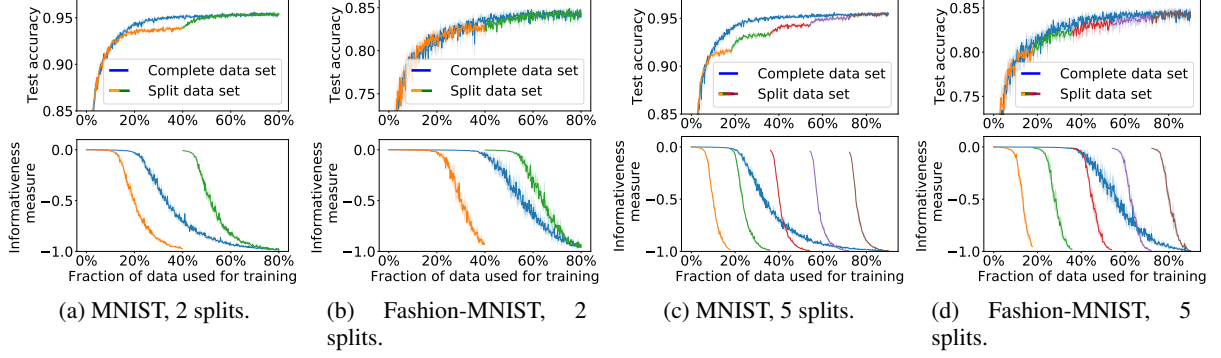 Test accuracy
0.95
0.90
0.85
Complete data set
Split data set
0% 20% 40% 60% 80%
Informativeness
measure
0.0
−0.5
−1.0
0% 20% 40% 60% 80%
Fraction of data used for training
(a) MNIST, 2 splits.
Test accuracy
0.85
0.80
0.75
Complete data set
Split data set
0% 20% 40% 60% 80%
Informativeness
measure
0.0
−0.5
−1.0
0% 20% 40% 60% 80%
Fraction of data used for training
(b) Fashion-MNIST, 2
splits.
Test accuracy
0.95
0.90
0.85
Complete data set
Split data set
0% 20% 40% 60% 80%
Informativeness
measure
0.0
−0.5
−1.0
0% 20% 40% 60% 80%
Fraction of data used for training
(c) MNIST, 5 splits.
Test accuracy
0.85
0.80
0.75
Complete data set
Split data set
0% 20% 40% 60% 80%
Informativeness
measure
0.0
−0.5
−1.0
0% 20% 40% 60% 80%
Fraction of data used for training
(d) Fashion-MNIST, 5
splits.